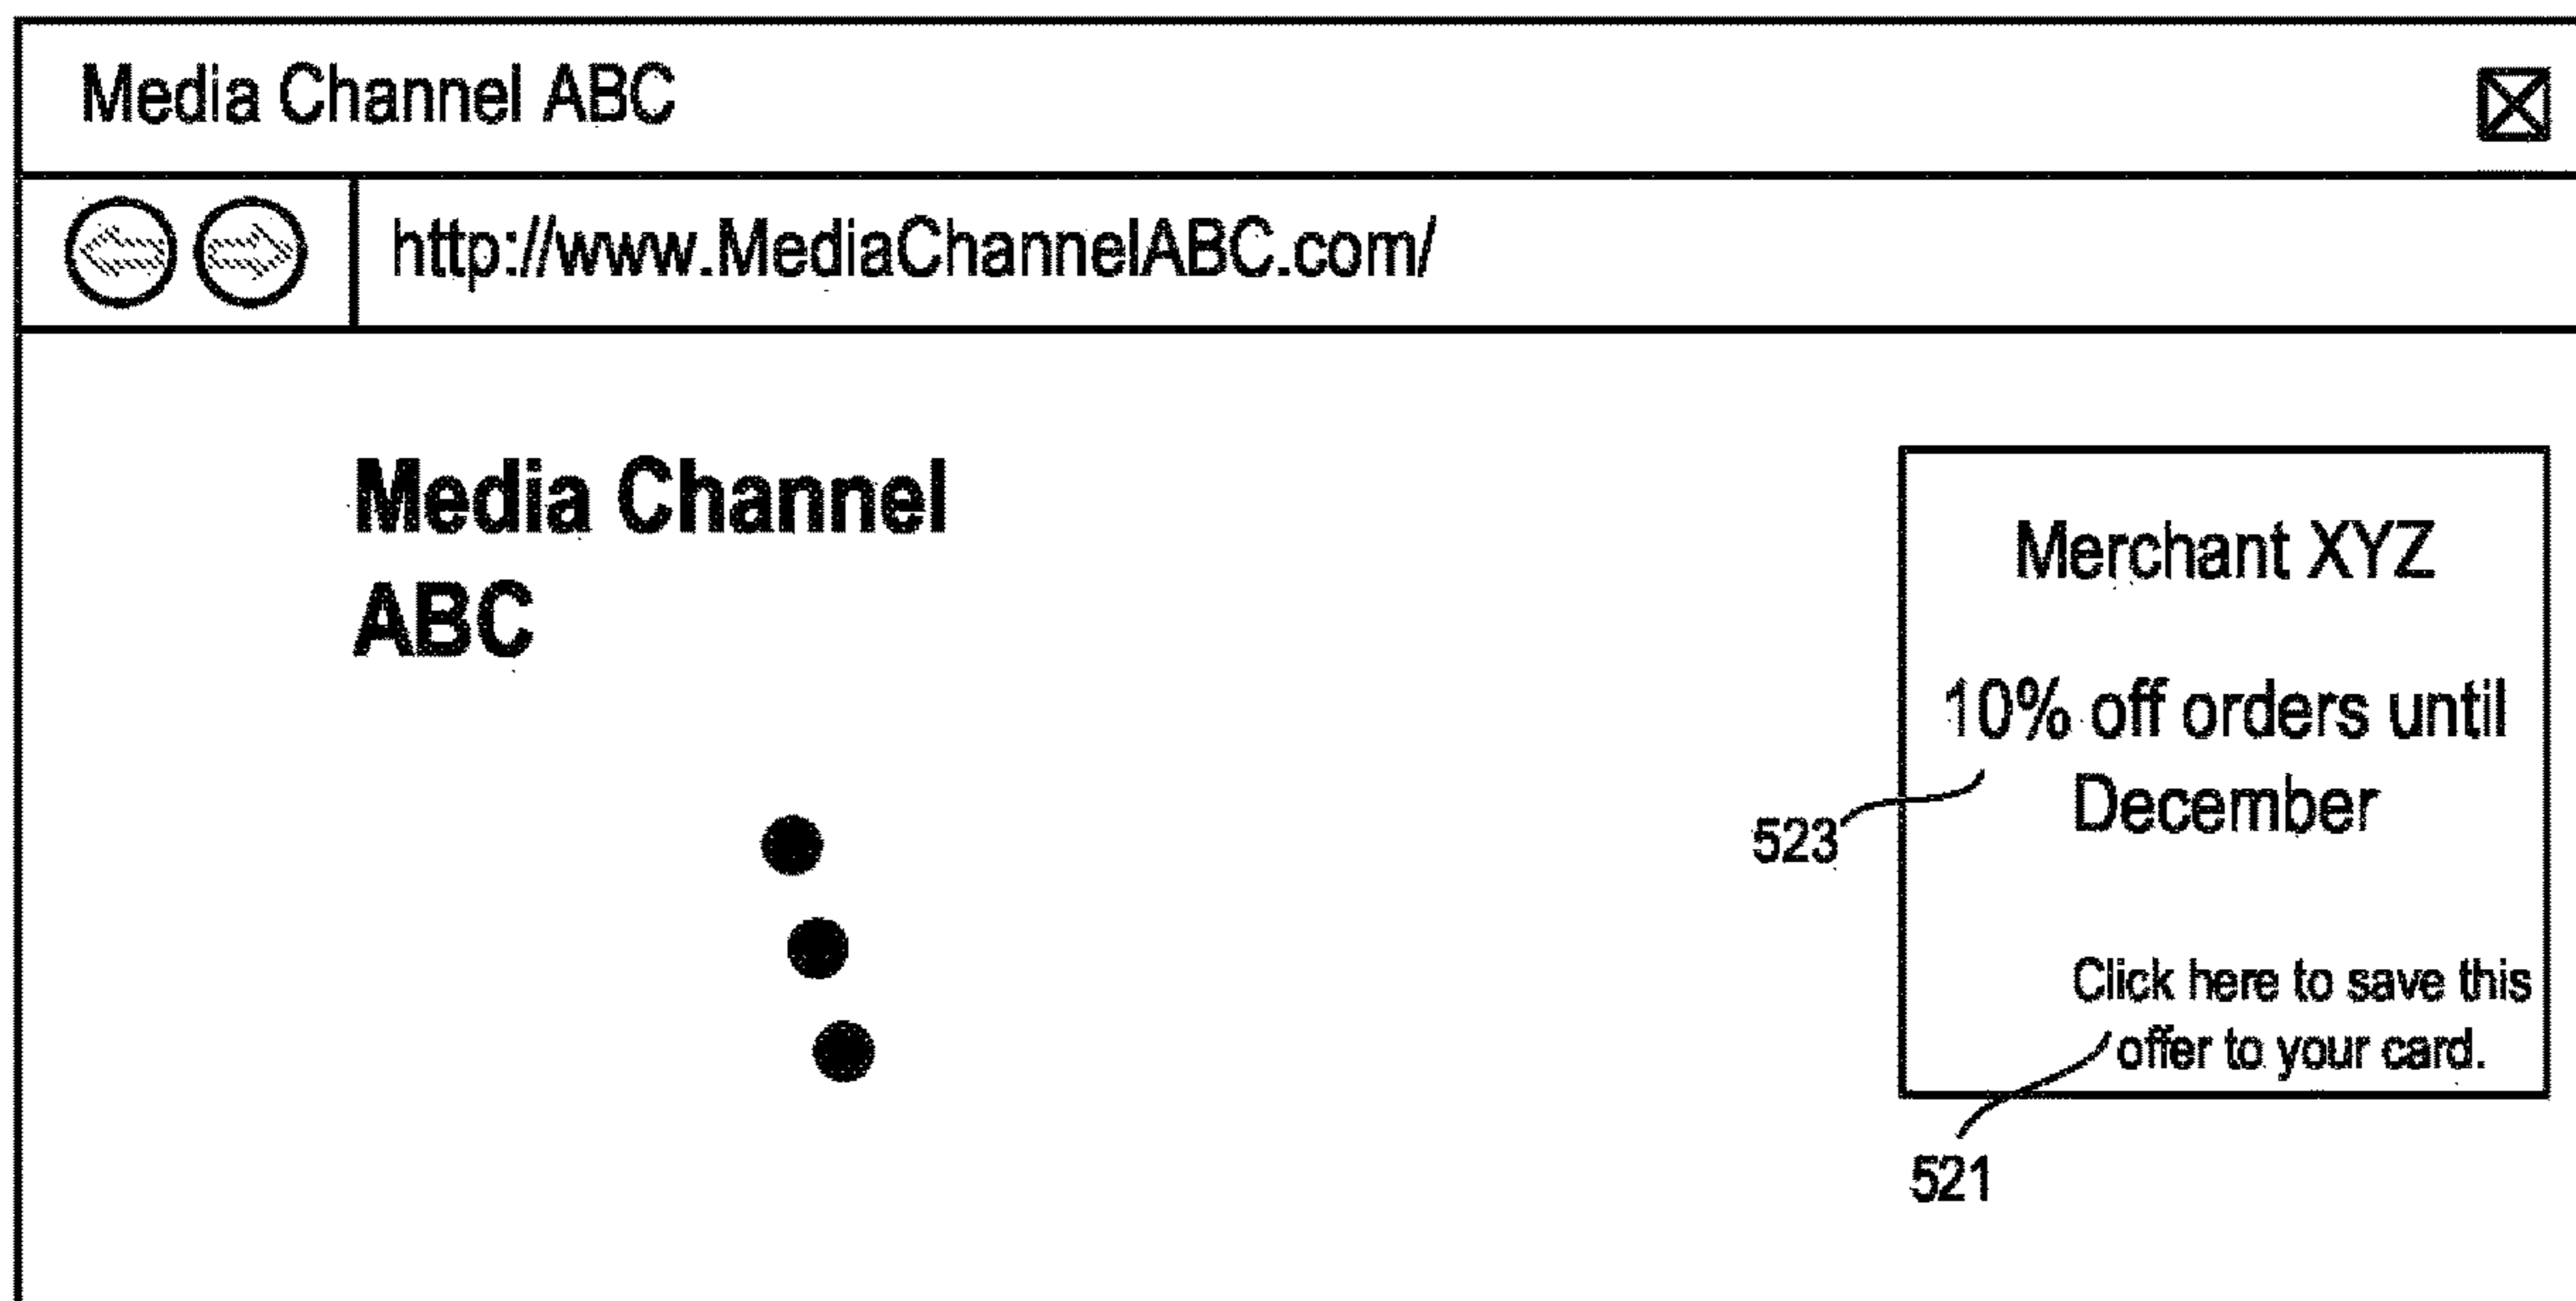 Media Channel ABC
http://www.MediaChannelABC.com/
Media Channel
ABC
Merchant XYZ
10% off orders until
December
523
Click here to save this
offer to your card.
521